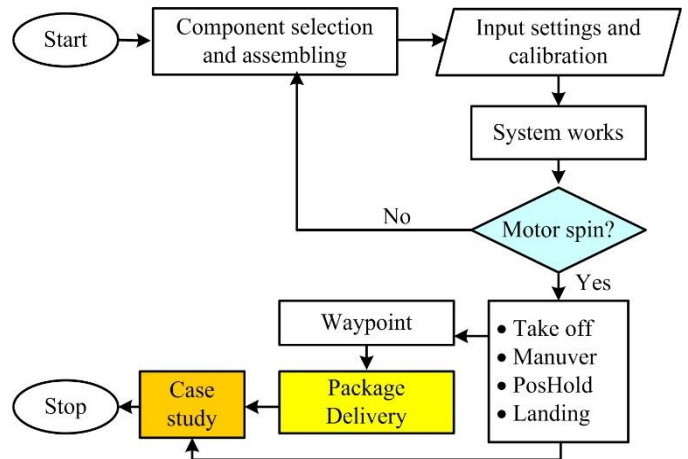 Start
Component selection
and assembling
Input settings and
calibration
System works
Motor spin?
No
Yes
• Take off
• Manuver
• PosHold
• Landing
Waypoint
Package
Delivery
Case
study
Stop